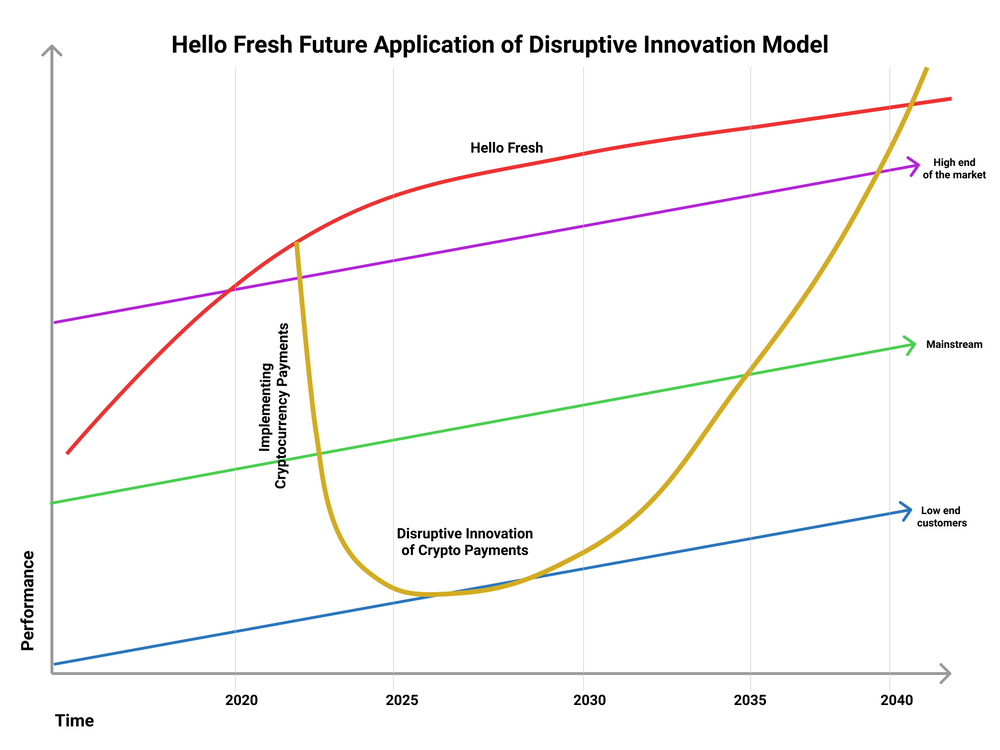 Hello Fresh Future Application of Disruptive Innovation Model
Hello Fresh
High end
of the market
Implementing
Cryptocurrency Payments
Mainstream
Disruptive Innovation
of Crypto Payments
Low end
customers
Performance
2020
2025
2030
2035
2040
Time